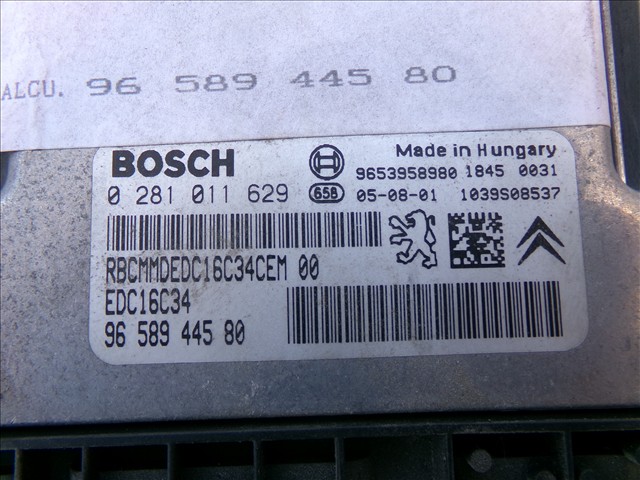 ALCU. 96 589 445 80
BOSCH
Made in Hungary
9653958980 1845 0031
0 281 011 629 65B 05-08-01 1039S08537
RBCMMDEDC16C34CEM 00
EDC16C34
96 589 445 80